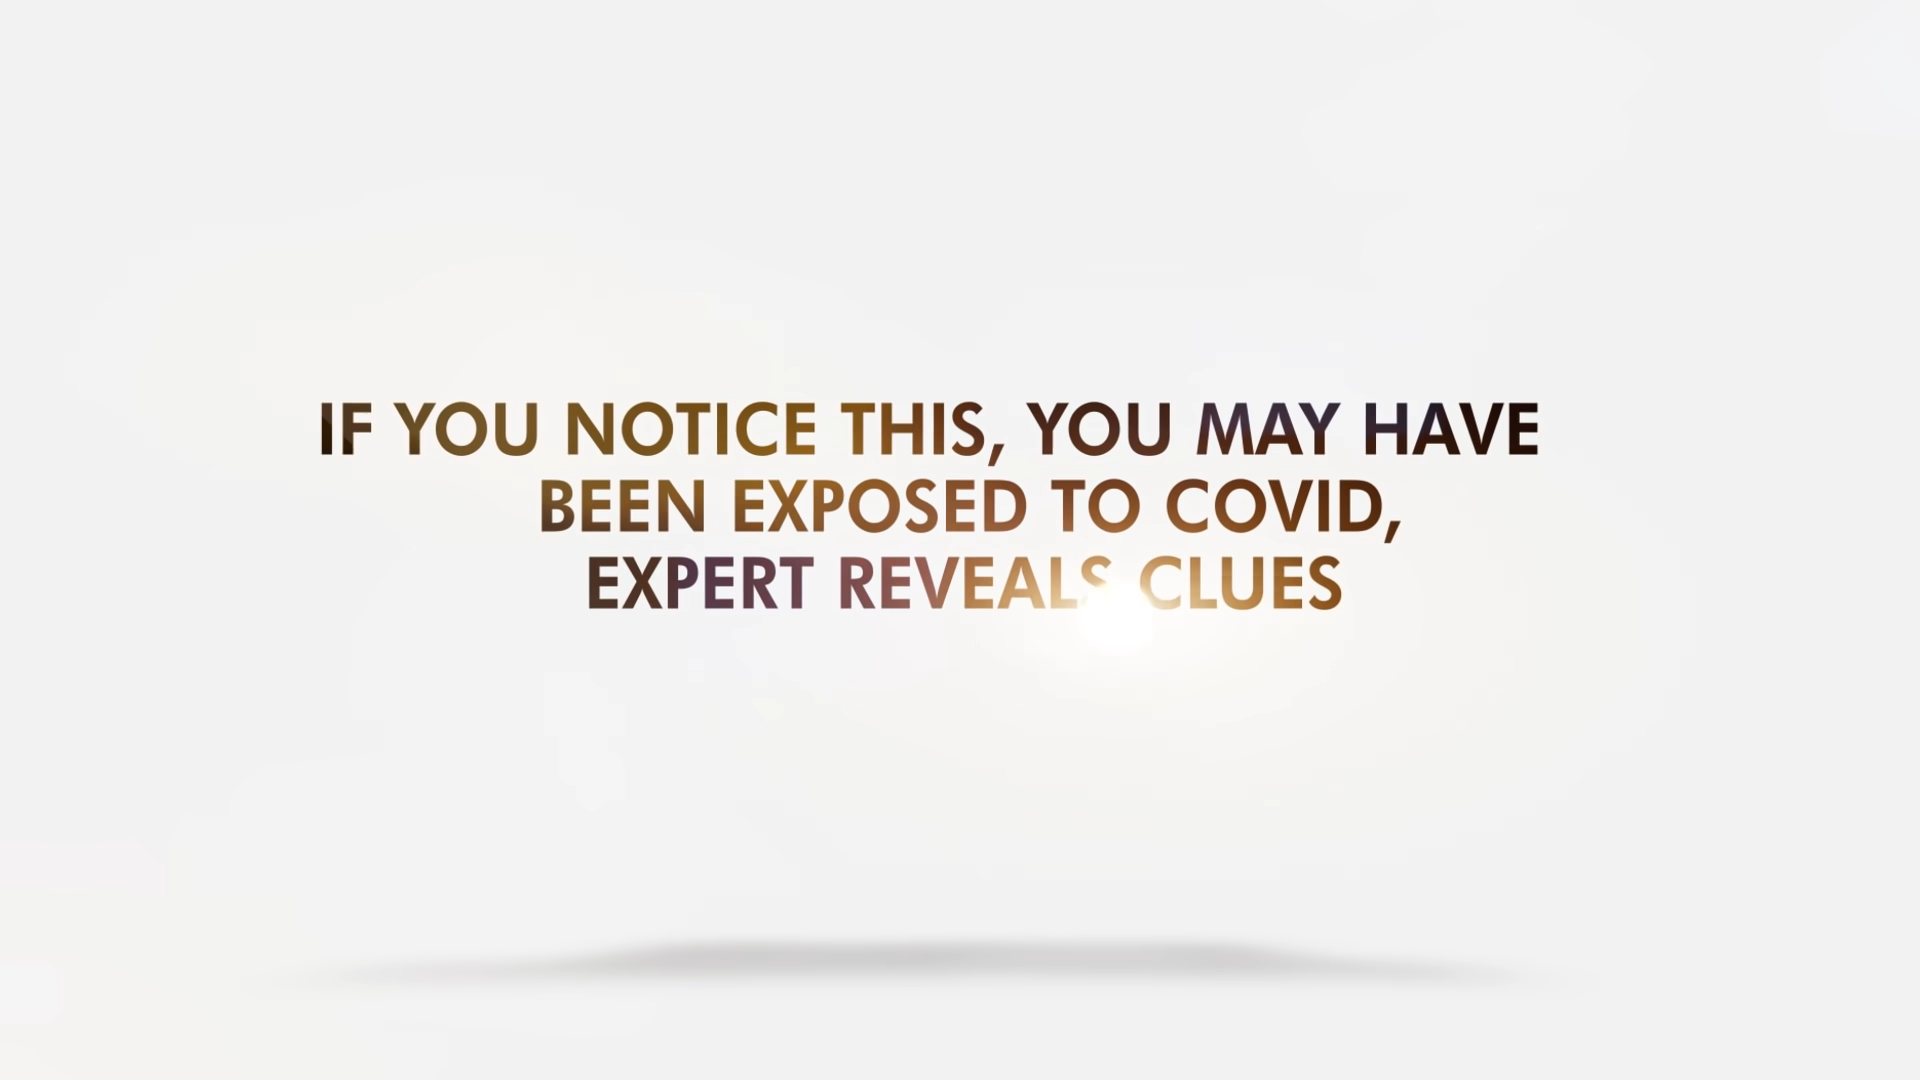 IF YOU NOTICE THIS, YOU MAY HAVE
BEEN EXPOSED TO COVID,
EXPERT REVEALS CLUES